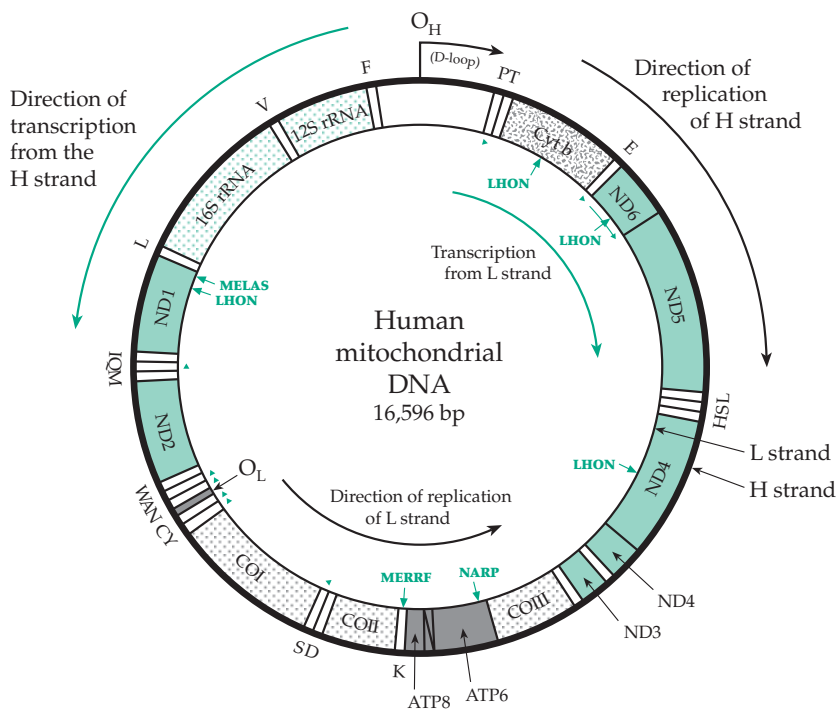 O_H
(D-loop)
PT
F
V
12S rRNA
Cyt b
E
Direction of
replication
of H strand
Direction of
transcription
from the
H strand
16S rRNA
LHON
ND6
LHON
L
Transcription
from L strand
MELAS
LHON
ND1
ND5
Human
mitochondrial
DNA
16,596 bp
IQM
HSL
ND2
LHON
ND4
L strand
H strand
O_L
WAN CY
Direction of replication
of L strand
COI
MERRF
NARP
COIII
ND4
ND3
SD
COII
K
ATP8
ATP6